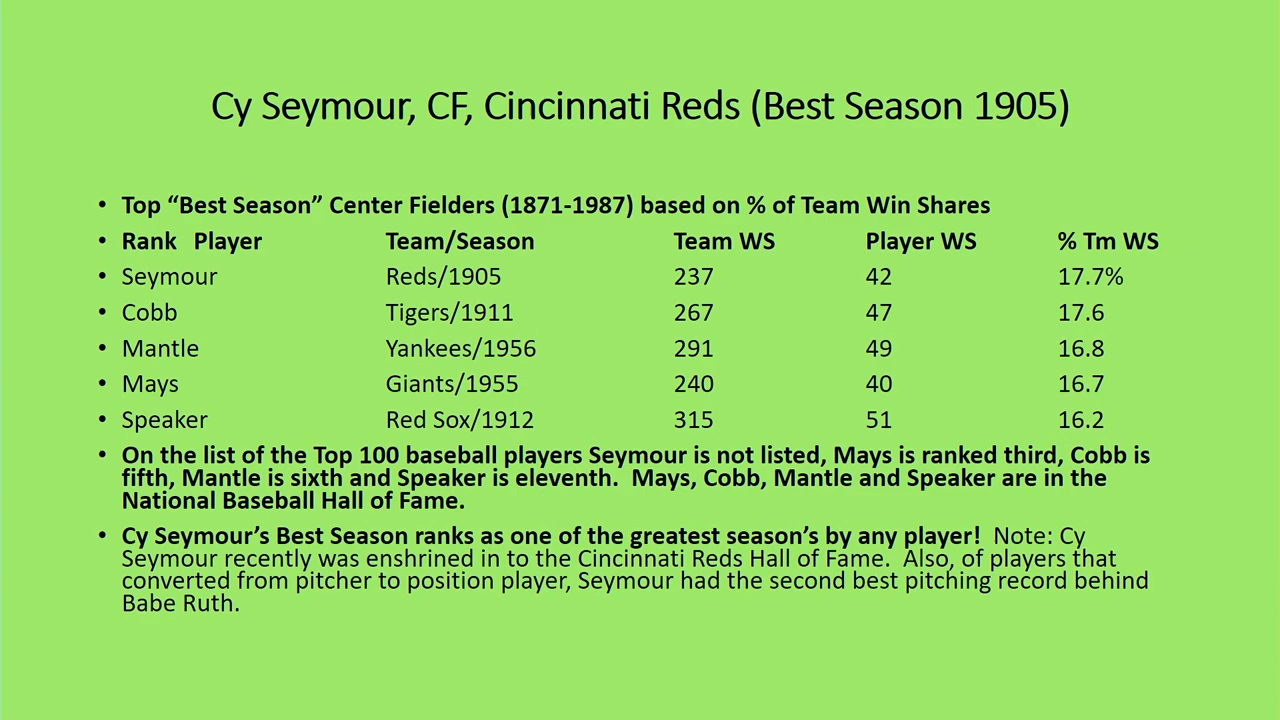 Cy Seymour, CF, Cincinnati Reds (Best Season 1905)
• Top “Best Season” Center Fielders (1871-1987) based on % of Team Win Shares
• Rank Player Team/Season Team WS Player WS % Tm WS
• Seymour Reds/1905 237 42 17.7%
• Cobb Tigers/1911 267 47 17.6
• Mantle Yankees/1956 291 49 16.8
• Mays Giants/1955 240 40 16.7
• Speaker Red Sox/1912 315 51 16.2
• On the list of the Top 100 baseball players Seymour is not listed, Mays is ranked third, Cobb is
fifth, Mantle is sixth and Speaker is eleventh. Mays, Cobb, Mantle and Speaker are in the
National Baseball Hall of Fame.
• Cy Seymour’s Best Season ranks as one of the greatest season’s by any player! Note: Cy
Seymour recently was enshrined in to the Cincinnati Reds Hall of Fame. Also, of players that
converted from pitcher to position player, Seymour had the second best pitching record behind
Babe Ruth.